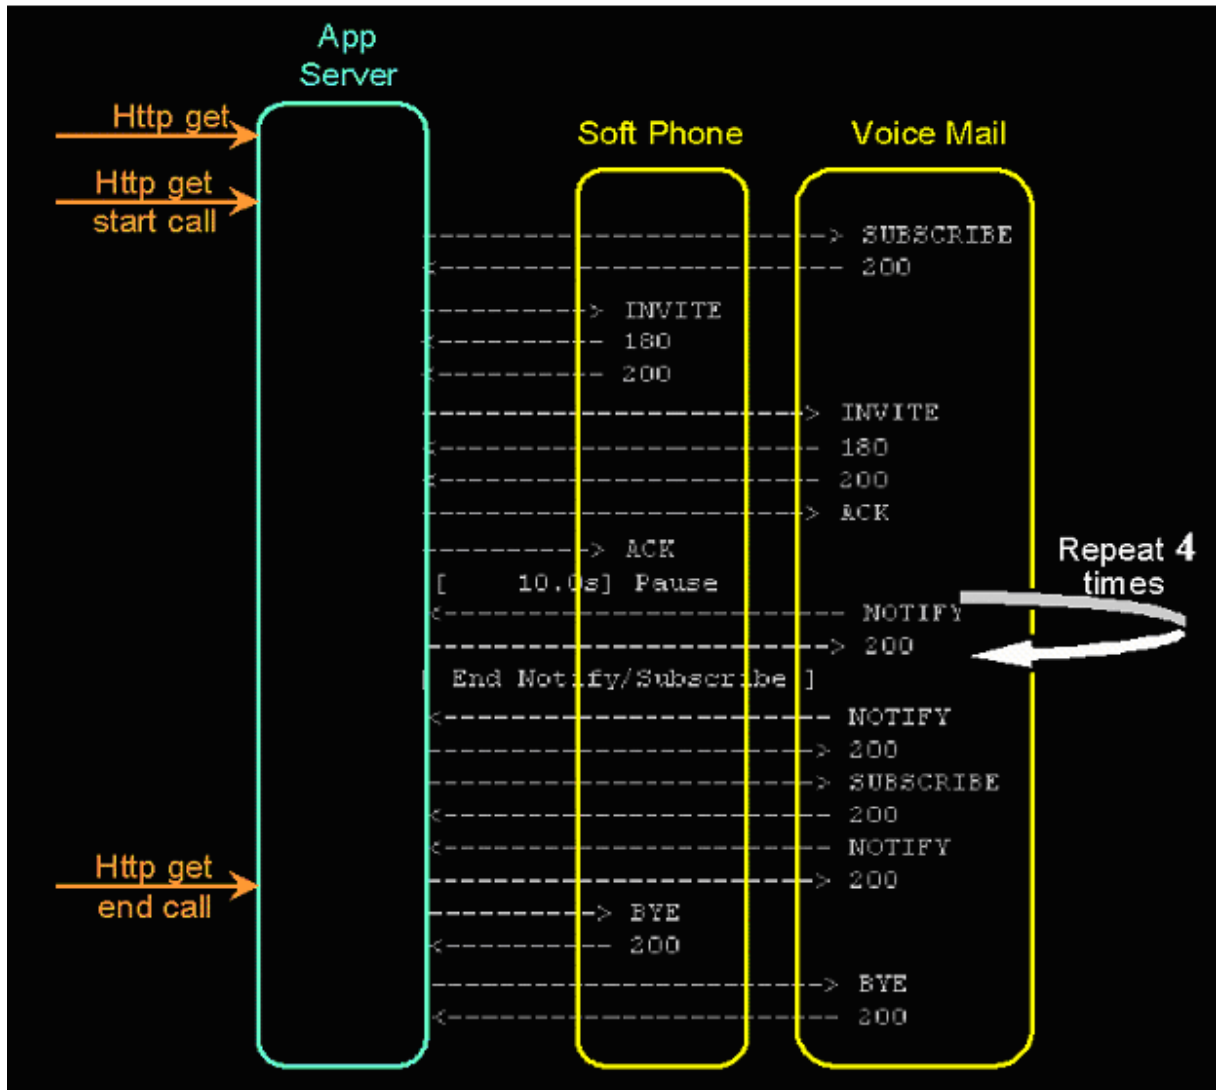 App
Server
Http get
Soft Phone
Voice Mail
Http get
start call
SUBSCRIBE
200
INVITE
180
200
INVITE
180
200
ACK
ACK
Repeat 4
times
[ 10.0s] Pause
NOTIFY
200
[ End Notify/Subscribe ]
NOTIFY
200
SUBSCRIBE
200
NOTIFY
Http get
end call
200
BYE
200
BYE
200